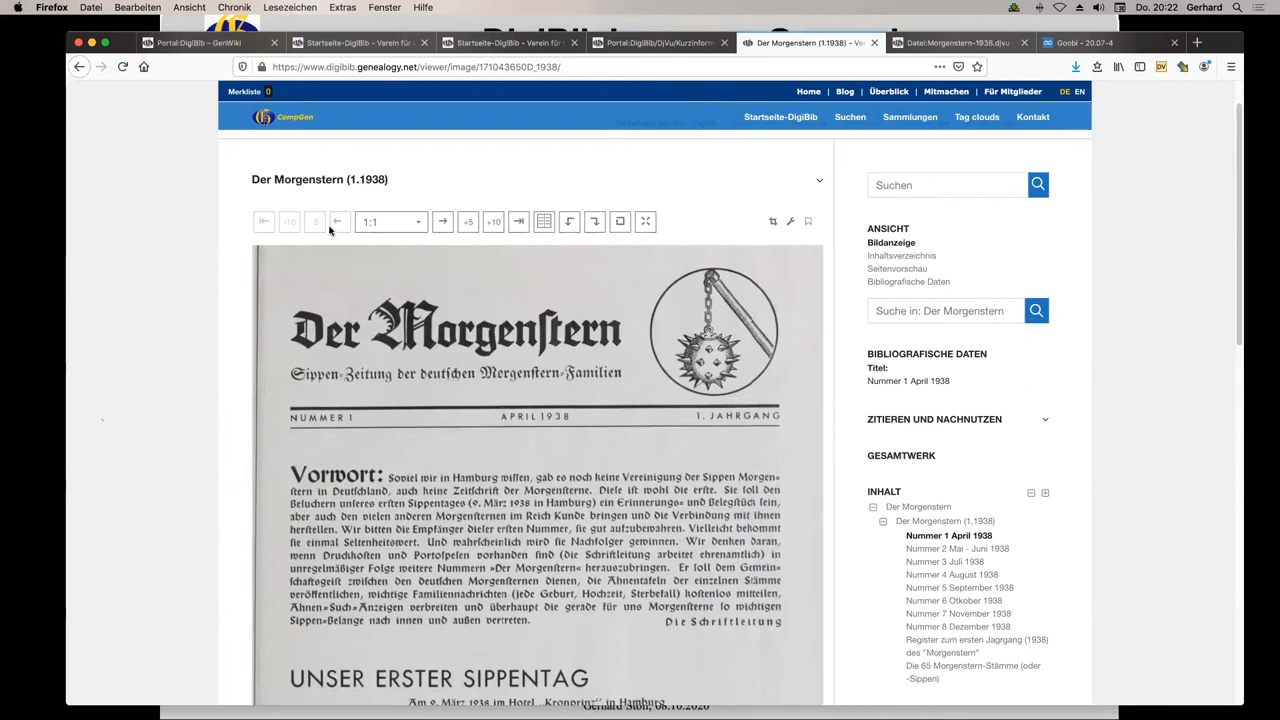 Firefox Datei Bearbeiten Ansicht Chronik Lesezeichen Extras Fenster Hilfe
Do. 20:22 Gerhard
Portal:DigiBib – GenWiki
Startseite-DigiBib - Verein für
Startseite-DigiBib - Verein für
Portal:DigiBib/DjVu/Kurzinform
Der Morgenstern (1.1938) - Ve
Datei:Morgenstern-1938.djvu
Goobi - 20.07-4
https://www.digibib.genealogy.net/viewer/image/171043650D_1938/
Merkliste 0
Home | Blog | Überblick | Mitmachen | Für Mitglieder DE EN
CompGen
Startseite-DigiBib Suchen Sammlungen Tag clouds Kontakt
Der Morgenstern (1.1938)
-10 -5 1:1 +5 +10
Der Morgenſtern
Sippen-Zeitung der deutſchen Morgenſtern-Familien
NUMMER 1 APRIL 1938 1. JAHRGANG
Vorwort: Soviel wir in Hamburg wiſſen, gab es noch keine Vereinigung der Sippen Morgen-
ſtern in Deutſchland, auch keine Zeitſchrift der Morgenſterne. Dieſe iſt wohl die erſte. Sie ſoll den
Beſuchern unſeres erſten Sippentages (9. März 1938 in Hamburg) ein Erinnerungs- und Belegſtück ſein,
aber auch den vielen anderen Morgenſternen im Reich Kunde bringen und die Verbindung mit ihnen
herſtellen. Wir bitten die Empfänger dieſer erſten Nummer, ſie gut aufzubewahren. Vielleicht bekommt
ſie einmal Seltenheitswert. Und wahrſcheinlich wird ſie Nachfolger gewinnen. Wir denken daran,
wenn Druckkoſten und Portoſpeſen vorhanden ſind (die Schriftleitung arbeitet ehrenamtlich) in
unregelmäßiger Folge weitere Nummern »Der Morgenſtern« herauszubringen. Er ſoll dem Gemein-
ſchaftsgeiſt zwiſchen den deutſchen Morgenſternen dienen, die Ahnentafeln der einzelnen Stämme
veröffentlichen, wichtige Familiennachrichten (jede Geburt, Hochzeit, Sterbefall) koſtenlos mitteilen,
Ahnen-Such-Anzeigen verbreiten und überhaupt die gerade für uns Morgenſterne ſo wichtigen
Sippen-Belange nach innen und außen vertreten. Die Schriftleitung
UNSER ERSTER SIPPENTAG
Am 9. März 1938 im Hotel „Kronprinz" in Hamburg
Suchen
ANSICHT
Bildanzeige
Inhaltsverzeichnis
Seitenvorschau
Bibliografische Daten
Suche in: Der Morgenstern
BIBLIOGRAFISCHE DATEN
Titel:
Nummer 1 April 1938
ZITIEREN UND NACHNUTZEN
GESAMTWERK
INHALT
Der Morgenstern
Der Morgenstern (1.1938)
Nummer 1 April 1938
Nummer 2 Mai - Juni 1938
Nummer 3 Juli 1938
Nummer 4 August 1938
Nummer 5 September 1938
Nummer 6 Otkober 1938
Nummer 7 November 1938
Nummer 8 Dezember 1938
Register zum ersten Jagrgang (1938)
des "Morgenstern"
Die 65 Morgenstern-Stämme (oder
-Sippen)
Gerhard Stoll, 08.10.2020